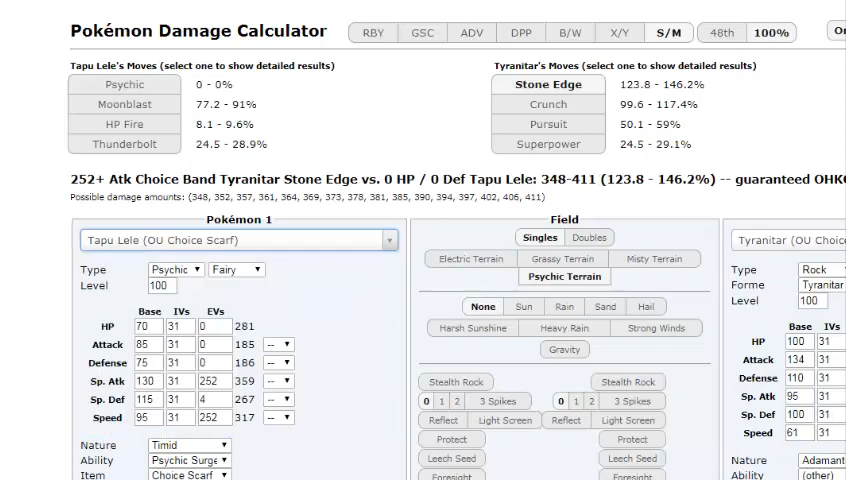 Pokémon Damage Calculator RBY GSC ADV DPP B/W X/Y S/M 48th 100%
Tapu Lele's Moves (select one to show detailed results) Tyranitar's Moves (select one to show detailed results)
Psychic 0 - 0% Stone Edge 123.8 - 146.2%
Moonblast 77.2 - 91% Crunch 99.6 - 117.4%
HP Fire 8.1 - 9.6% Pursuit 50.1 - 59%
Thunderbolt 24.5 - 28.9% Superpower 24.5 - 29.1%
252+ Atk Choice Band Tyranitar Stone Edge vs. 0 HP / 0 Def Tapu Lele: 348-411 (123.8 - 146.2%) -- guaranteed OHKO
Possible damage amounts: (348, 352, 357, 361, 364, 369, 373, 378, 381, 385, 390, 394, 397, 402, 406, 411)
Pokémon 1 Field
Tapu Lele (OU Choice Scarf) Singles Doubles Tyranitar (OU Choice
Electric Terrain Grassy Terrain Misty Terrain
Type Psychic Fairy Psychic Terrain Type Rock
Level 100 Forme Tyranitar
None Sun Rain Sand Hail Level 100
Base IVs EVs
HP 70 31 0 281 Harsh Sunshine Heavy Rain Strong Winds Base IVs
Attack 85 31 0 185 -- Gravity HP 100 31
Defense 75 31 0 186 -- Attack 134 31
Sp. Atk 130 31 252 359 -- Stealth Rock Stealth Rock Defense 110 31
Sp. Def 115 31 4 267 -- 0 1 2 3 Spikes 0 1 2 3 Spikes Sp. Atk 95 31
Speed 95 31 252 317 -- Reflect Light Screen Reflect Light Screen Sp. Def 100 31
Protect Protect Speed 61 31
Nature Timid Leech Seed Leech Seed Nature Adamant
Ability Psychic Surge Foresight Foresight Ability (other)
Item Choice Scarf